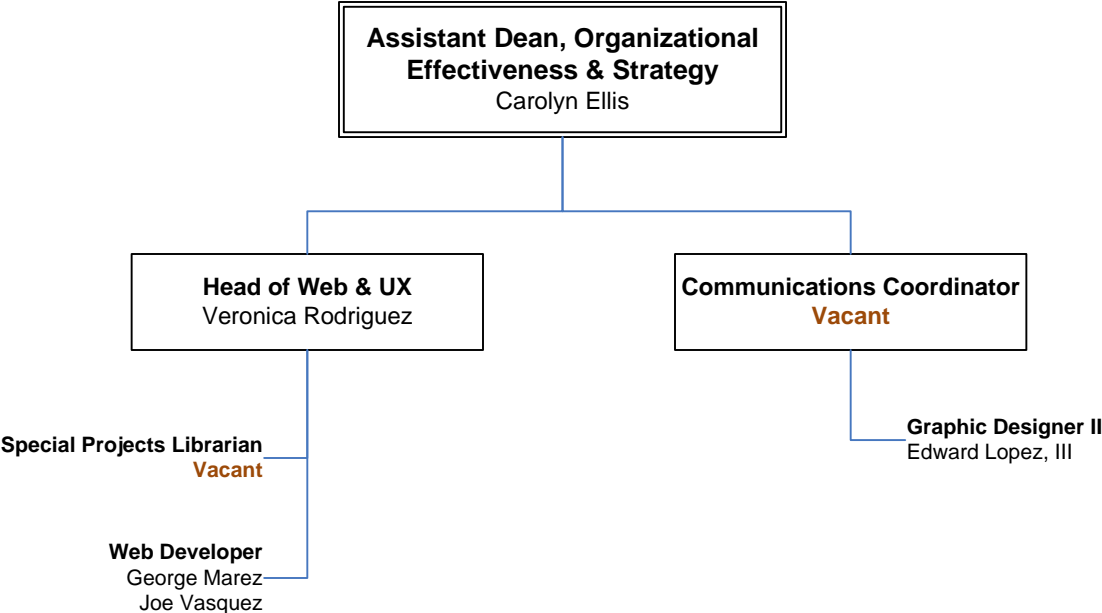 Assistant Dean, Organizational
Effectiveness & Strategy
Carolyn Ellis
Head of Web & UX
Veronica Rodriguez
Communications Coordinator
Vacant
Special Projects Librarian
Vacant
Graphic Designer II
Edward Lopez, III
Web Developer
George Marez
Joe Vasquez